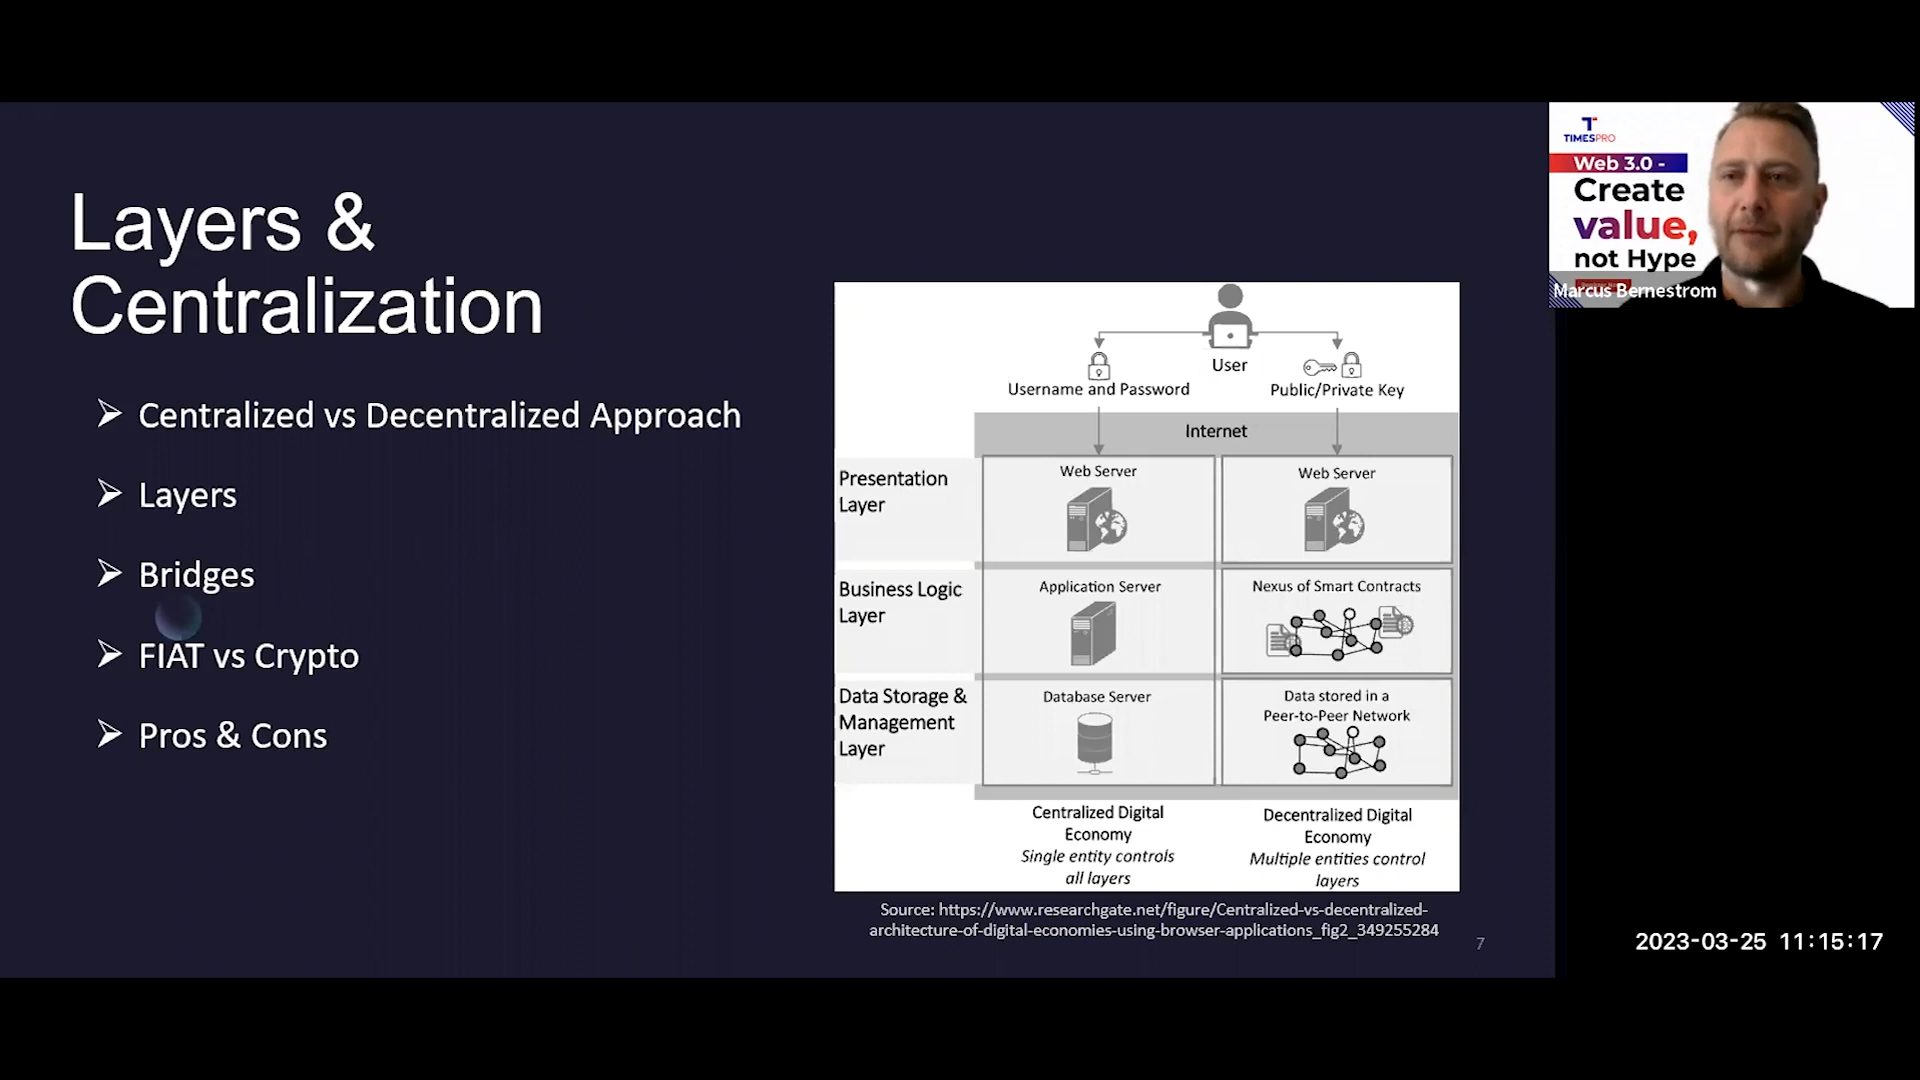 Layers &
Centralization
Centralized vs Decentralized Approach
Layers
Bridges
FIAT vs Crypto
Pros & Cons
User
Username and Password
Public/Private Key
Internet
Presentation
Layer
Web Server
Web Server
Business Logic
Layer
Application Server
Nexus of Smart Contracts
Data Storage &
Management
Layer
Database Server
Data stored in a
Peer-to-Peer Network
Centralized Digital
Economy
Single entity controls
all layers
Decentralized Digital
Economy
Multiple entities control
layers
Source: https://www.researchgate.net/figure/Centralized-vs-decentralized-
architecture-of-digital-economies-using-browser-applications_fig2_349255284
7
TIMESPRO
Web 3.0 -
Create
value,
not Hype
Marcus Bernestrom
2023-03-25 11:15:17